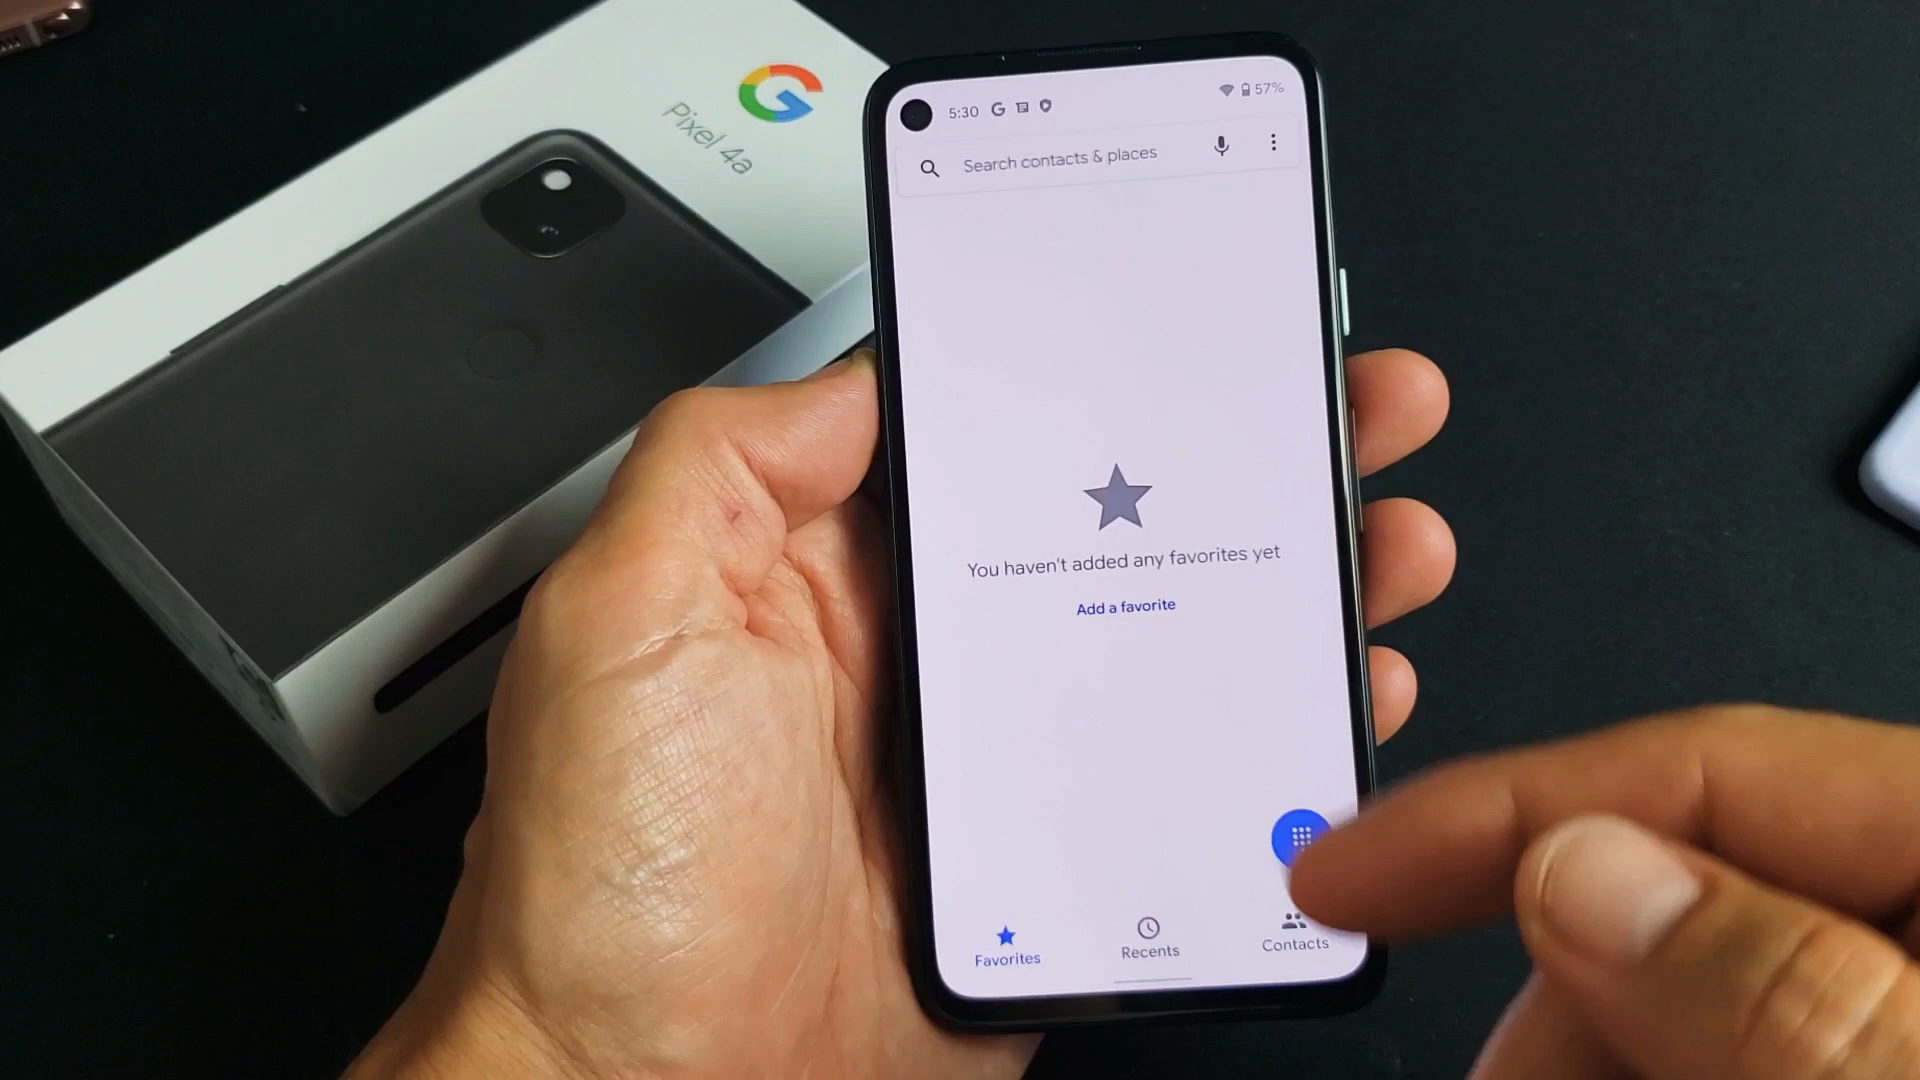 Pixel 4a
5:30
57%
Search contacts & places
You haven't added any favorites yet
Add a favorite
Favorites
Recents
Contacts